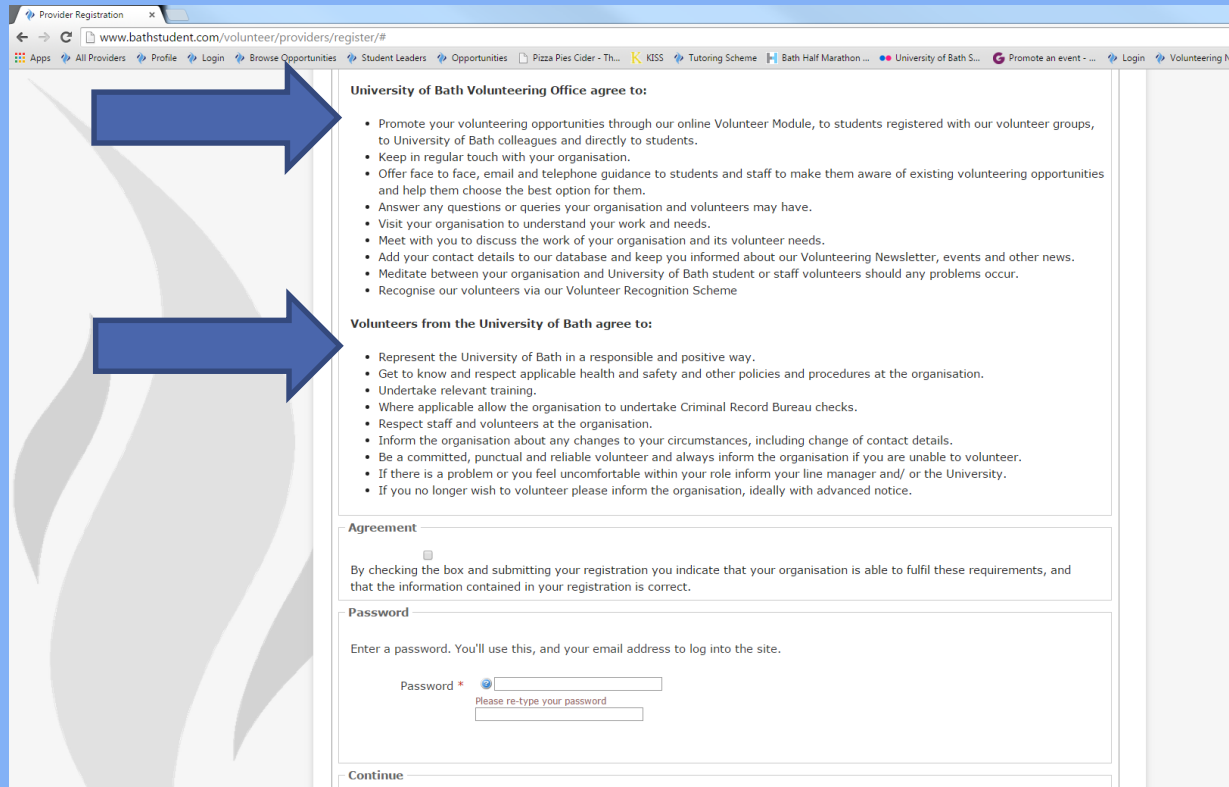 Provider Registration ×
www.bathstudent.com/volunteer/providers/register/#
Apps All Providers Profile Login Browse Opportunities Student Leaders Opportunities Pizza Pies Cider - Th... KISS Tutoring Scheme Bath Half Marathon ... University of Bath S... Promote an event - ... Login Volunteering N
University of Bath Volunteering Office agree to:
• Promote your volunteering opportunities through our online Volunteer Module, to students registered with our volunteer groups,
to University of Bath colleagues and directly to students.
• Keep in regular touch with your organisation.
• Offer face to face, email and telephone guidance to students and staff to make them aware of existing volunteering opportunities
and help them choose the best option for them.
• Answer any questions or queries your organisation and volunteers may have.
• Visit your organisation to understand your work and needs.
• Meet with you to discuss the work of your organisation and its volunteer needs.
• Add your contact details to our database and keep you informed about our Volunteering Newsletter, events and other news.
• Meditate between your organisation and University of Bath student or staff volunteers should any problems occur.
• Recognise our volunteers via our Volunteer Recognition Scheme
Volunteers from the University of Bath agree to:
• Represent the University of Bath in a responsible and positive way.
• Get to know and respect applicable health and safety and other policies and procedures at the organisation.
• Undertake relevant training.
• Where applicable allow the organisation to undertake Criminal Record Bureau checks.
• Respect staff and volunteers at the organisation.
• Inform the organisation about any changes to your circumstances, including change of contact details.
• Be a committed, punctual and reliable volunteer and always inform the organisation if you are unable to volunteer.
• If there is a problem or you feel uncomfortable within your role inform your line manager and/ or the University.
• If you no longer wish to volunteer please inform the organisation, ideally with advanced notice.
Agreement
By checking the box and submitting your registration you indicate that your organisation is able to fulfil these requirements, and
that the information contained in your registration is correct.
Password
Enter a password. You'll use this, and your email address to log into the site.
Password *
Please re-type your password
Continue